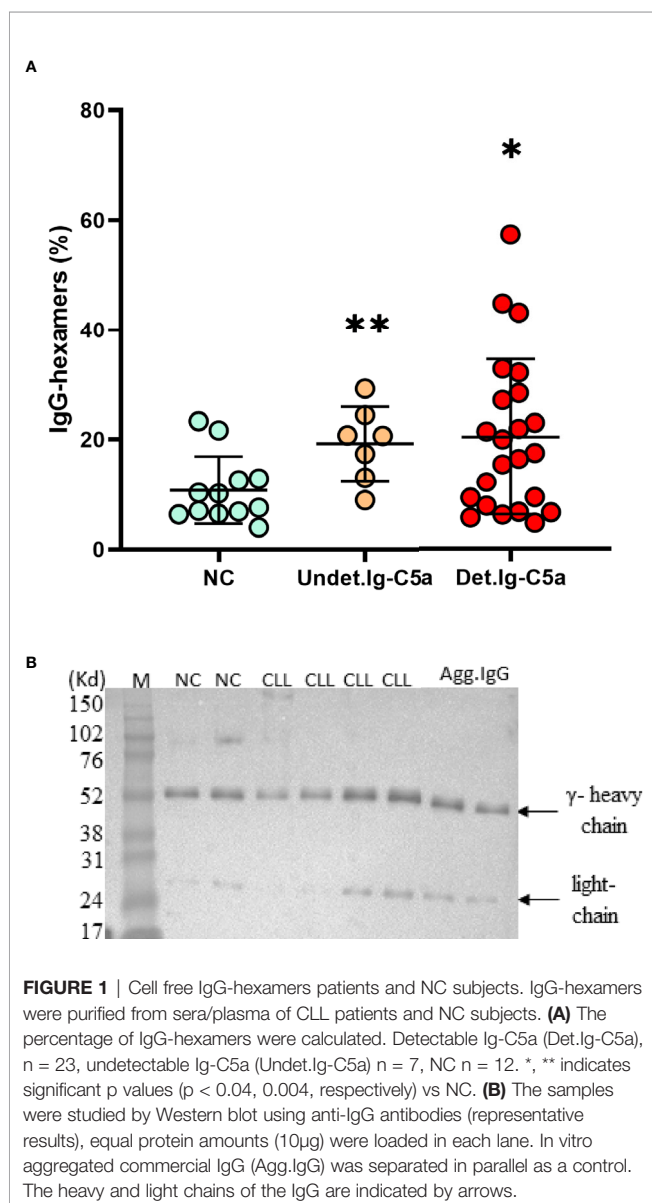 A
80
60
40
20
0
IgG-hexamers (%)
*
**
NC Undet.Ig-C5a Det.Ig-C5a
B
(Kd) M NC NC CLL CLL CLL CLL Agg.IgG
150
102
76
52
38
31
24
17
γ- heavy
chain
light-
chain
FIGURE 1 | Cell free IgG-hexamers patients and NC subjects. IgG-hexamers
were purified from sera/plasma of CLL patients and NC subjects. (A) The
percentage of IgG-hexamers were calculated. Detectable Ig-C5a (Det.Ig-C5a),
n = 23, undetectable Ig-C5a (Undet.Ig-C5a) n = 7, NC n = 12. *, ** indicates
significant p values (p < 0.04, 0.004, respectively) vs NC. (B) The samples
were studied by Western blot using anti-IgG antibodies (representative
results), equal protein amounts (10μg) were loaded in each lane. In vitro
aggregated commercial IgG (Agg.IgG) was separated in parallel as a control.
The heavy and light chains of the IgG are indicated by arrows.